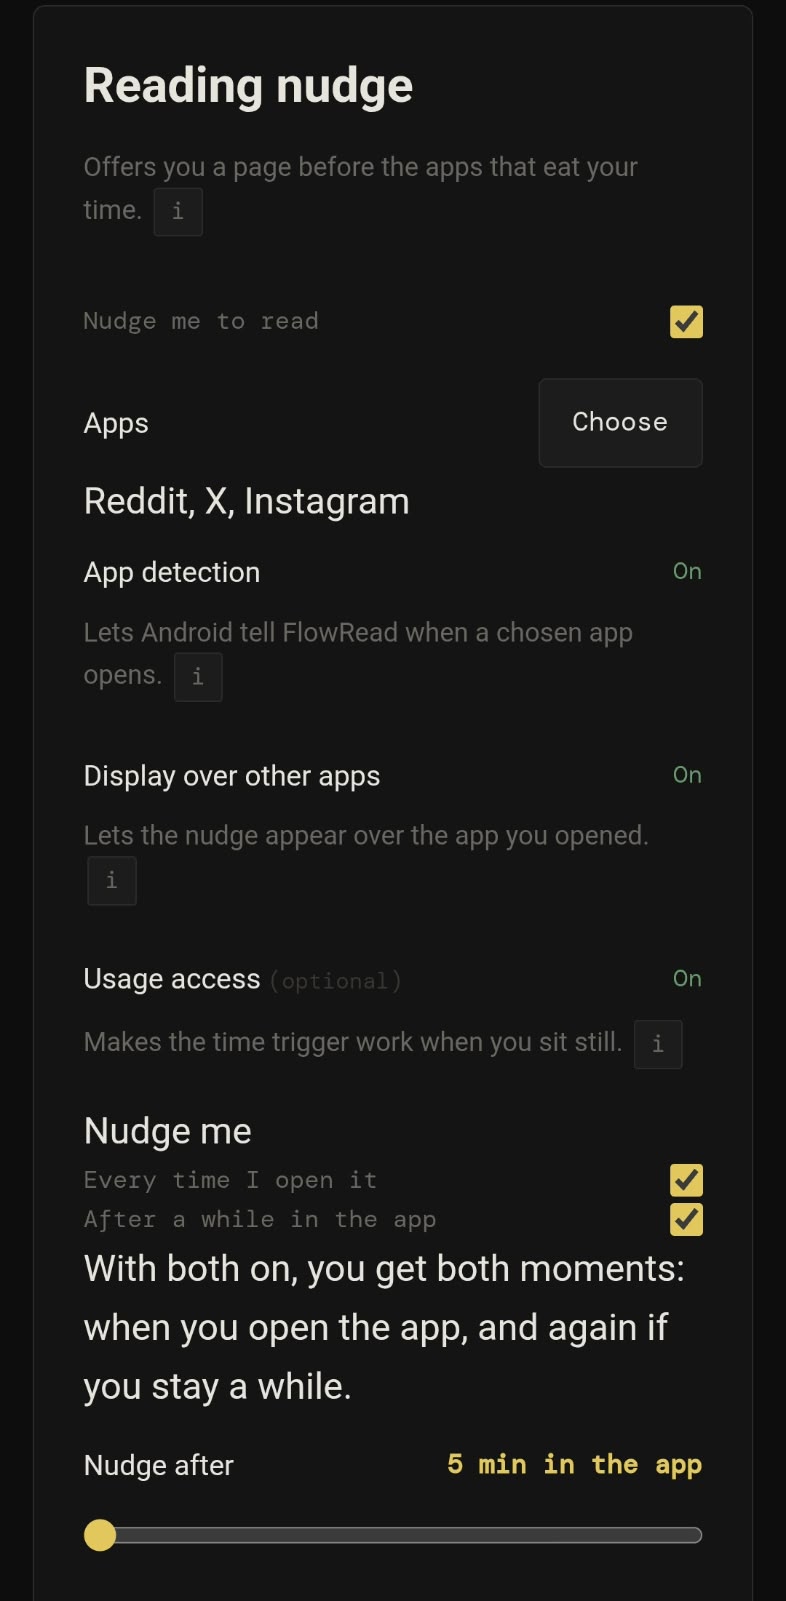 Reading nudge
Offers you a page before the apps that eat your
time. i
Nudge me to read
Apps
Choose
Reddit, X, Instagram
App detection On
Lets Android tell FlowRead when a chosen app
opens. i
Display over other apps On
Lets the nudge appear over the app you opened.
i
Usage access (optional) On
Makes the time trigger work when you sit still. i
Nudge me
Every time I open it
After a while in the app
With both on, you get both moments:
when you open the app, and again if
you stay a while.
Nudge after 5 min in the app